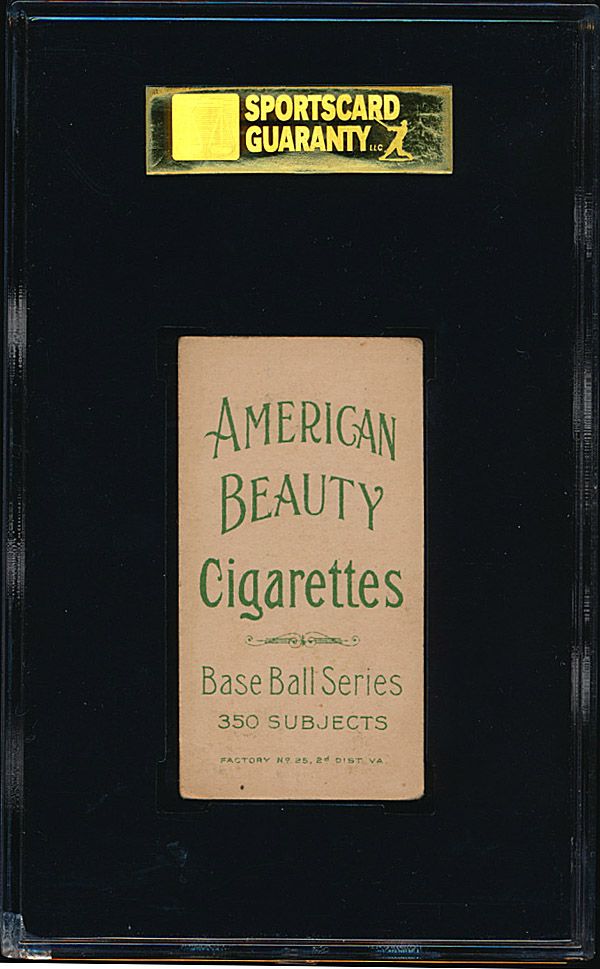 SPORTSCARD
GUARANTY LLC
AMERICAN
BEAUTY
Cigarettes
Base Ball Series
350 SUBJECTS
FACTORY Nº 25, 2d DIST. VA.